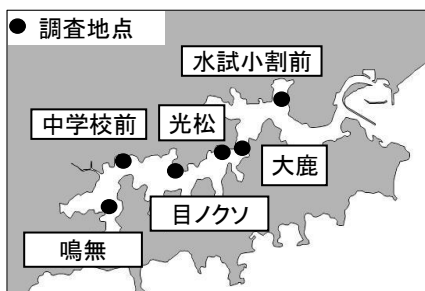 ● 調査地点
水試小割前
中学校前
光松
大鹿
目ノクソ
鳴無